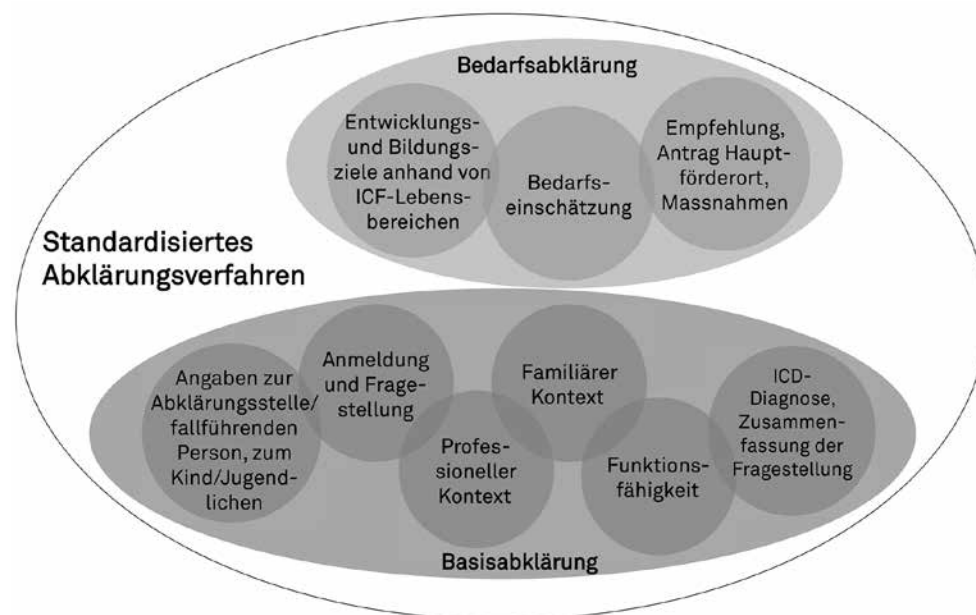 Bedarfsabklärung
Entwicklungs-
und Bildungs-
ziele anhand von
ICF-Lebens-
bereichen
Bedarfs-
einschätzung
Empfehlung,
Antrag Haupt-
förderort,
Massnahmen
Standardisiertes
Abklärungsverfahren
Angaben zur
Abklärungsstelle/
fallführenden
Person, zum
Kind/Jugend-
lichen
Anmeldung
und Frage-
stellung
Profes-
sioneller
Kontext
Familiärer
Kontext
Funktions-
fähigkeit
ICD-
Diagnose,
Zusammen-
fassung der
Fragestellung
Basisabklärung